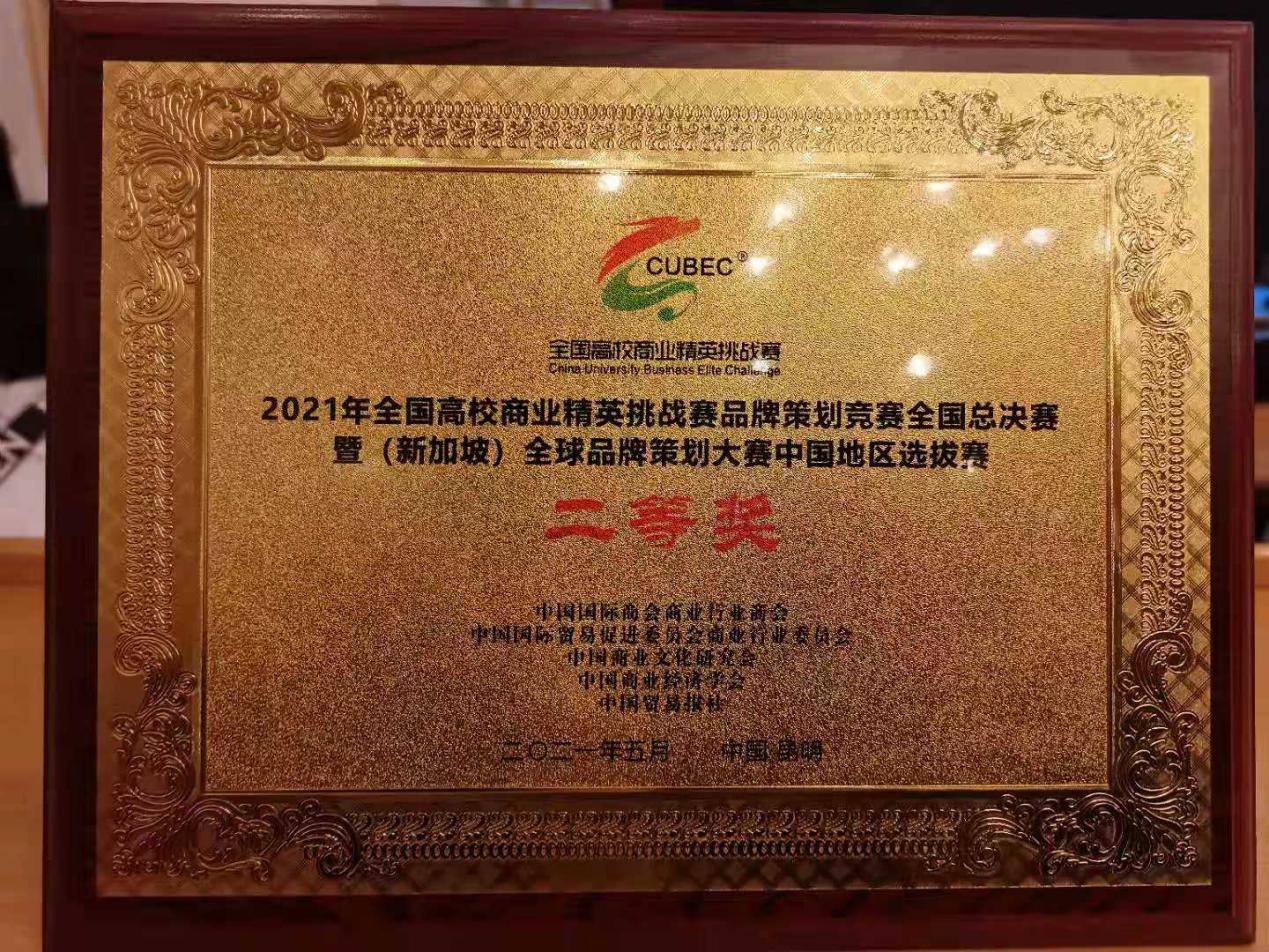 CUBEC®
全国高校商业精英挑战赛
China University Business Elite Challenge
2021年全国高校商业精英挑战赛品牌策划竞赛全国总决赛
暨（新加坡）全球品牌策划大赛中国地区选拔赛
二等奖
中国国际商会商业行业商会
中国国际贸易促进委员会商业行业委员会
中国商业文化研究会
中国商业经济学会
中国贸易报社
二〇二一年五月 中国·昆明